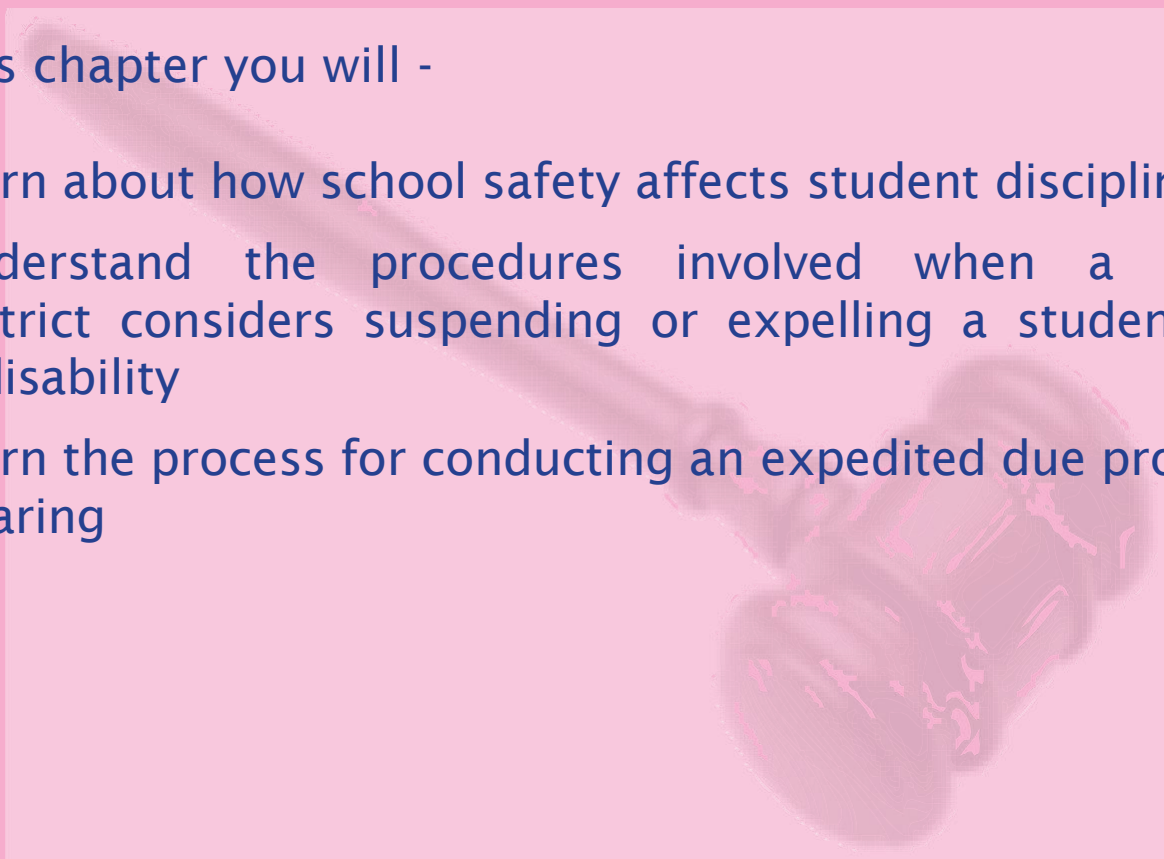 s chapter you will -
rn about how school safety affects student disciplin
derstand the procedures involved when a
trict considers suspending or expelling a studen
disability
rn the process for conducting an expedited due pro
aring